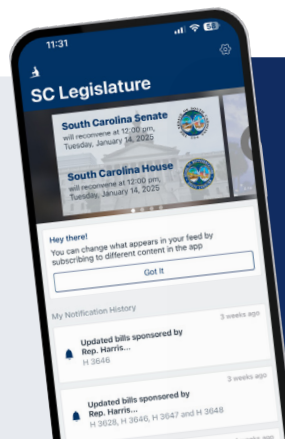 11:31
SC Legislature
South Carolina Senate
will reconvene at 12:00 pm,
Tuesday, January 14, 2025
South Carolina House
will reconvene at 12:00 pm,
Tuesday, January 14, 2025
Hey there!
You can change what appears in your feed by
subscribing to different content in the app
Got It
My Notification History
3 weeks ago
Updated bills sponsored by
Rep. Harris...
H 3646
3 weeks ago
Updated bills sponsored by
Rep. Harris...
H 3628, H 3646, H 3647 and H 3648